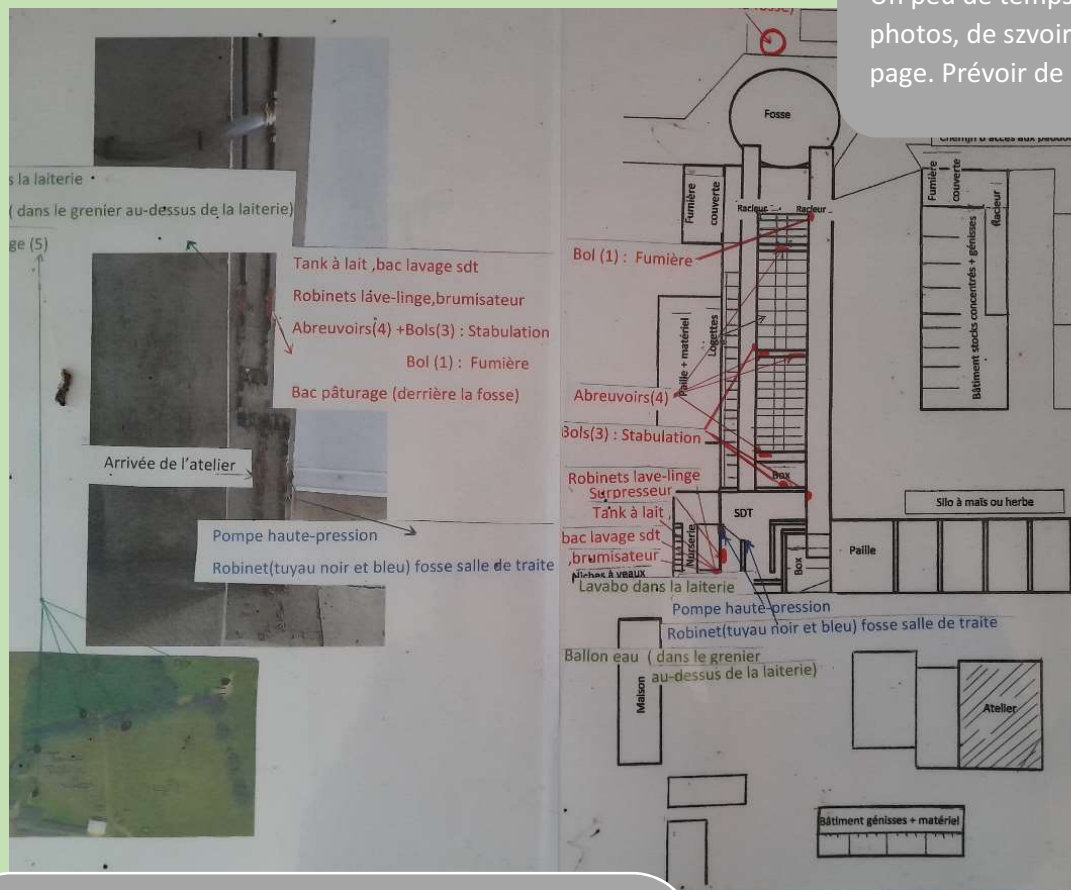 Un peu de temps
photos, de szvoir
page. Prévoir de
s la laiterie
( dans le grenier au-dessus de la laiterie)
ge (5)
Tank à lait ,bac lavage sdt
Robinets lave-linge,brumisateur
Abreuvoirs(4) +Bols(3) : Stabulation
Bol (1) : Fumière
Bac pâturage (derrière la fosse)
Arrivée de l'atelier
Pompe haute-pression
Robinet(tuyau noir et bleu) fosse salle de traite
Fosse
Chemin d'accès aux paddo
Fumière
couverte
Racleur
Racleur
Fumière
couverte
Racleur
Bol (1) : Fumière
Logettes
Paille + matériel
Bâtiment stocks concentrés + génisses
Abreuvoirs(4)
Bols(3) : Stabulation
Box
Robinets lave-linge
Surpresseur
Tank à lait ,
bac lavage sdt
,brumisateur
SDT
Nurserie
Niches à veaux
Box
Paille
Silo à maïs ou herbe
Lavabo dans la laiterie
Pompe haute-pression
Robinet(tuyau noir et bleu) fosse salle de traite
Ballon eau ( dans le grenier
au-dessus de la laiterie)
Maison
Atelier
Bâtiment génisses + matériel